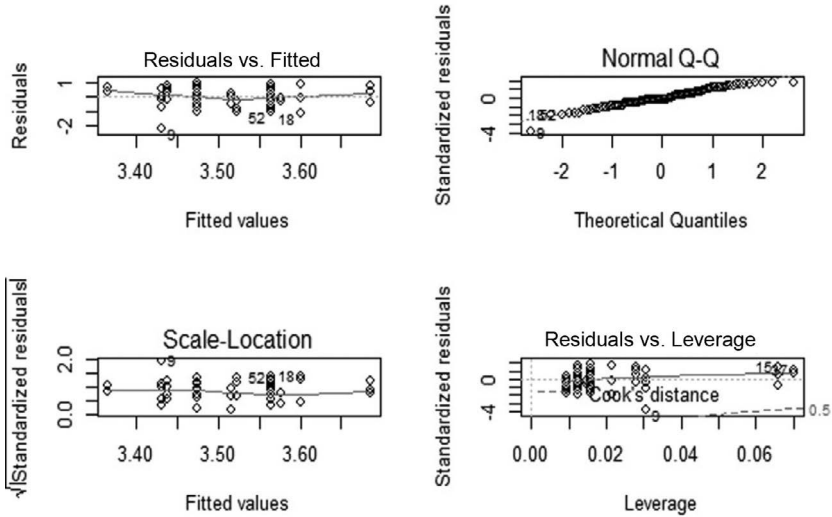 Residuals vs. Fitted
Residuals
1
-2
9
52
18
3.40
3.50
3.60
Fitted values
Normal Q-Q
Standardized residuals
0
-4
18
52
9
-2
-1
0
1
2
Theoretical Quantiles
Scale-Location
√|Standardized residuals|
2.0
0.0
9
52
18
3.40
3.50
3.60
Fitted values
Residuals vs. Leverage
Standardized residuals
0
-4
Cook's distance
9
0.5
0.00
0.02
0.04
0.06
Leverage